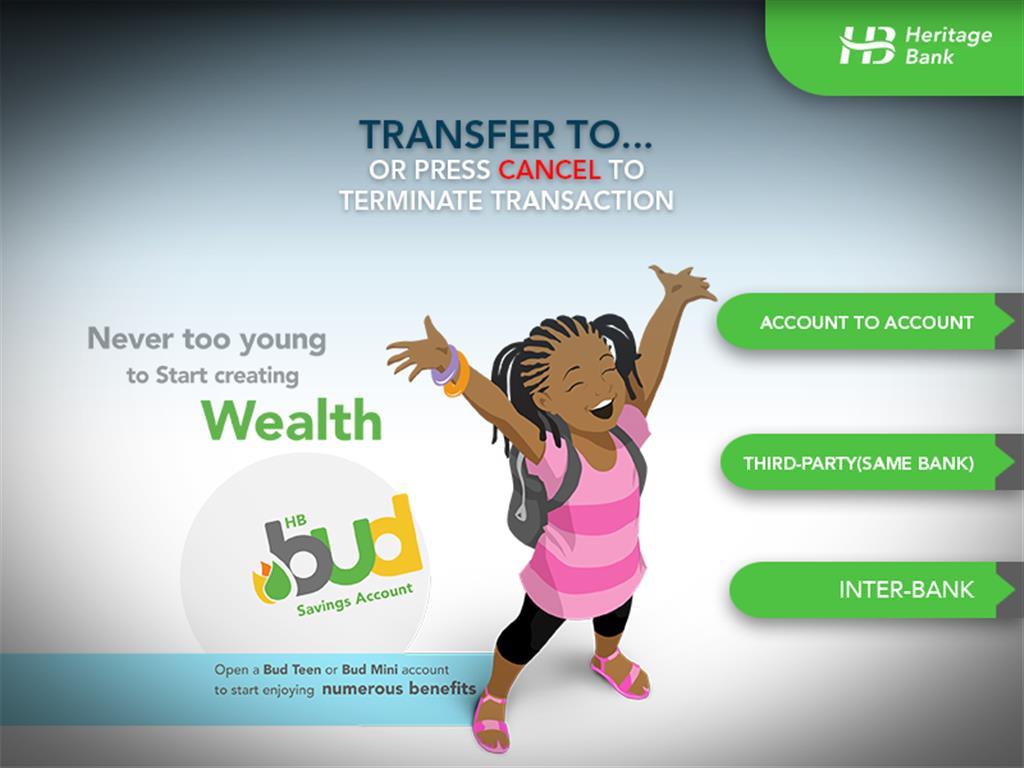 HB Heritage
Bank
TRANSFER TO...
OR PRESS CANCEL TO
TERMINATE TRANSACTION
Never too young
to Start creating
Wealth
HB
bud
Savings Account
Open a Bud Teen or Bud Mini account
to start enjoying numerous benefits
ACCOUNT TO ACCOUNT
THIRD-PARTY(SAME BANK)
INTER-BANK